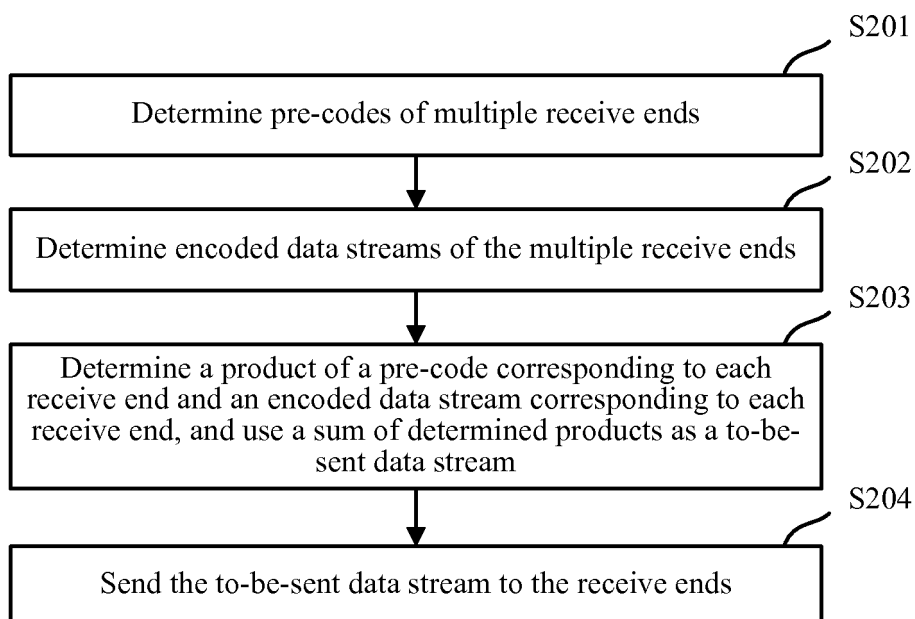 S201
Determine pre-codes of multiple receive ends
S202
Determine encoded data streams of the multiple receive ends
S203
Determine a product of a pre-code corresponding to each
receive end and an encoded data stream corresponding to each
receive end, and use a sum of determined products as a to-be-
sent data stream
S204
Send the to-be-sent data stream to the receive ends